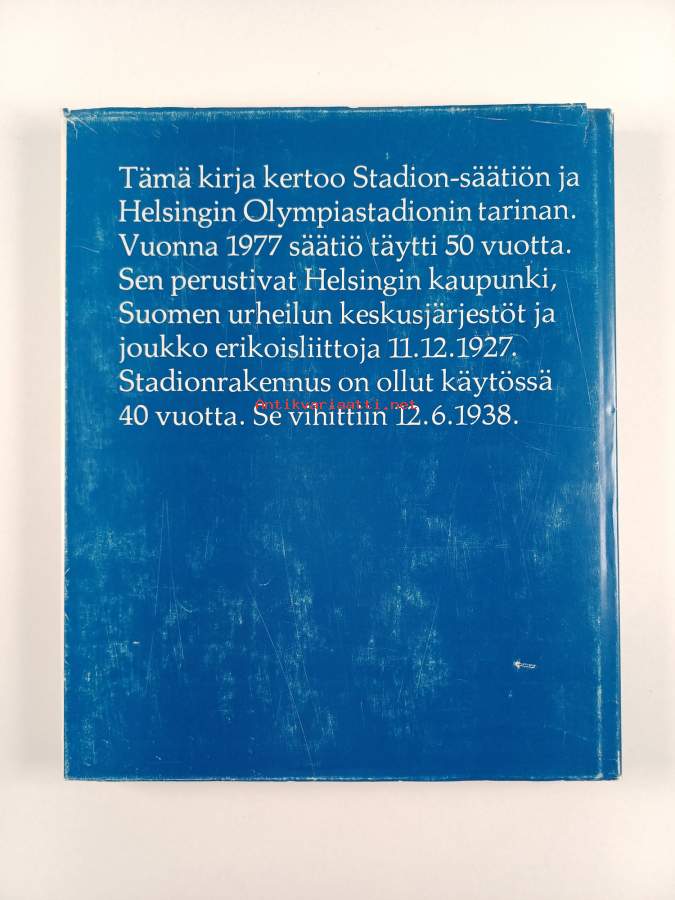 Tämä kirja kertoo Stadion-säätiön ja
Helsingin Olympiastadionin tarinan.
Vuonna 1977 säätiö täytti 50 vuotta.
Sen perustivat Helsingin kaupunki,
Suomen urheilun keskusjärjestöt ja
joukko erikoisliittoja 11.12.1927.
Stadionrakennus on ollut käytössä
Antikvariaatti.net
40 vuotta. Se vihittiin 12.6.1938.